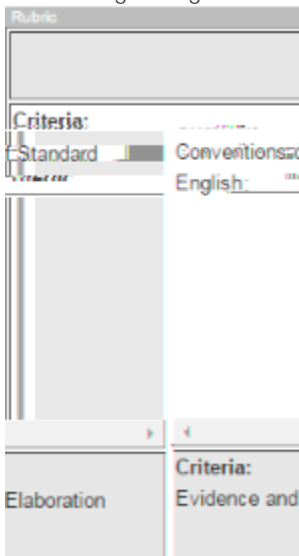 Rubric
Criteria:
Standard
Conventions
English
Criteria:
Elaboration
Evidence and